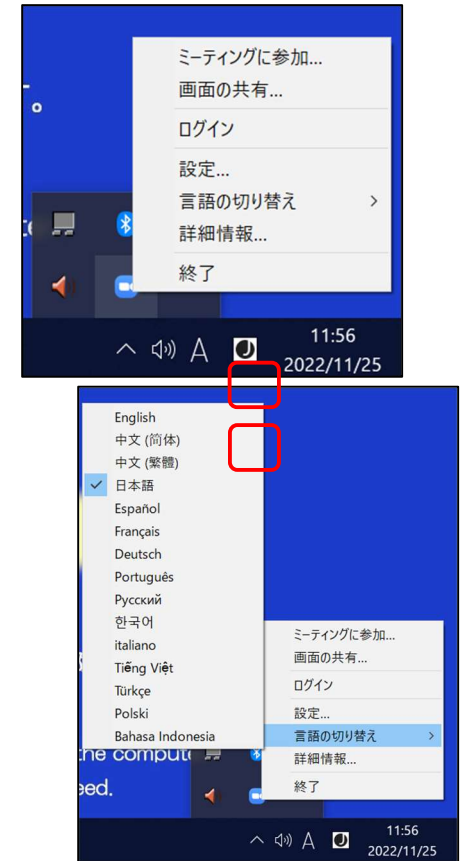 。
ミーティングに参加...
画面の共有...
ログイン
設定...
言語の切り替え
詳細情報...
終了
A
11:56
2022/11/25
English
中文 (简体)
中文 (繁體)
日本語
Español
Français
Deutsch
Português
Русский
한국어
italiano
Tiếng Việt
Türkçe
Polski
Bahasa Indonesia
ミーティングに参加...
画面の共有...
ログイン
設定...
言語の切り替え
詳細情報...
終了
the compute
eed.
A
11:56
2022/11/25